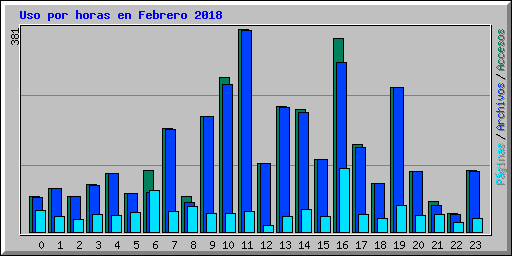 Uso por horas en Febrero 2018
381
0 1 2 3 4 5 6 7 8 9 10 11 12 13 14 15 16 17 18 19 20 21 22 23
Páginas / Archivos / Accesos